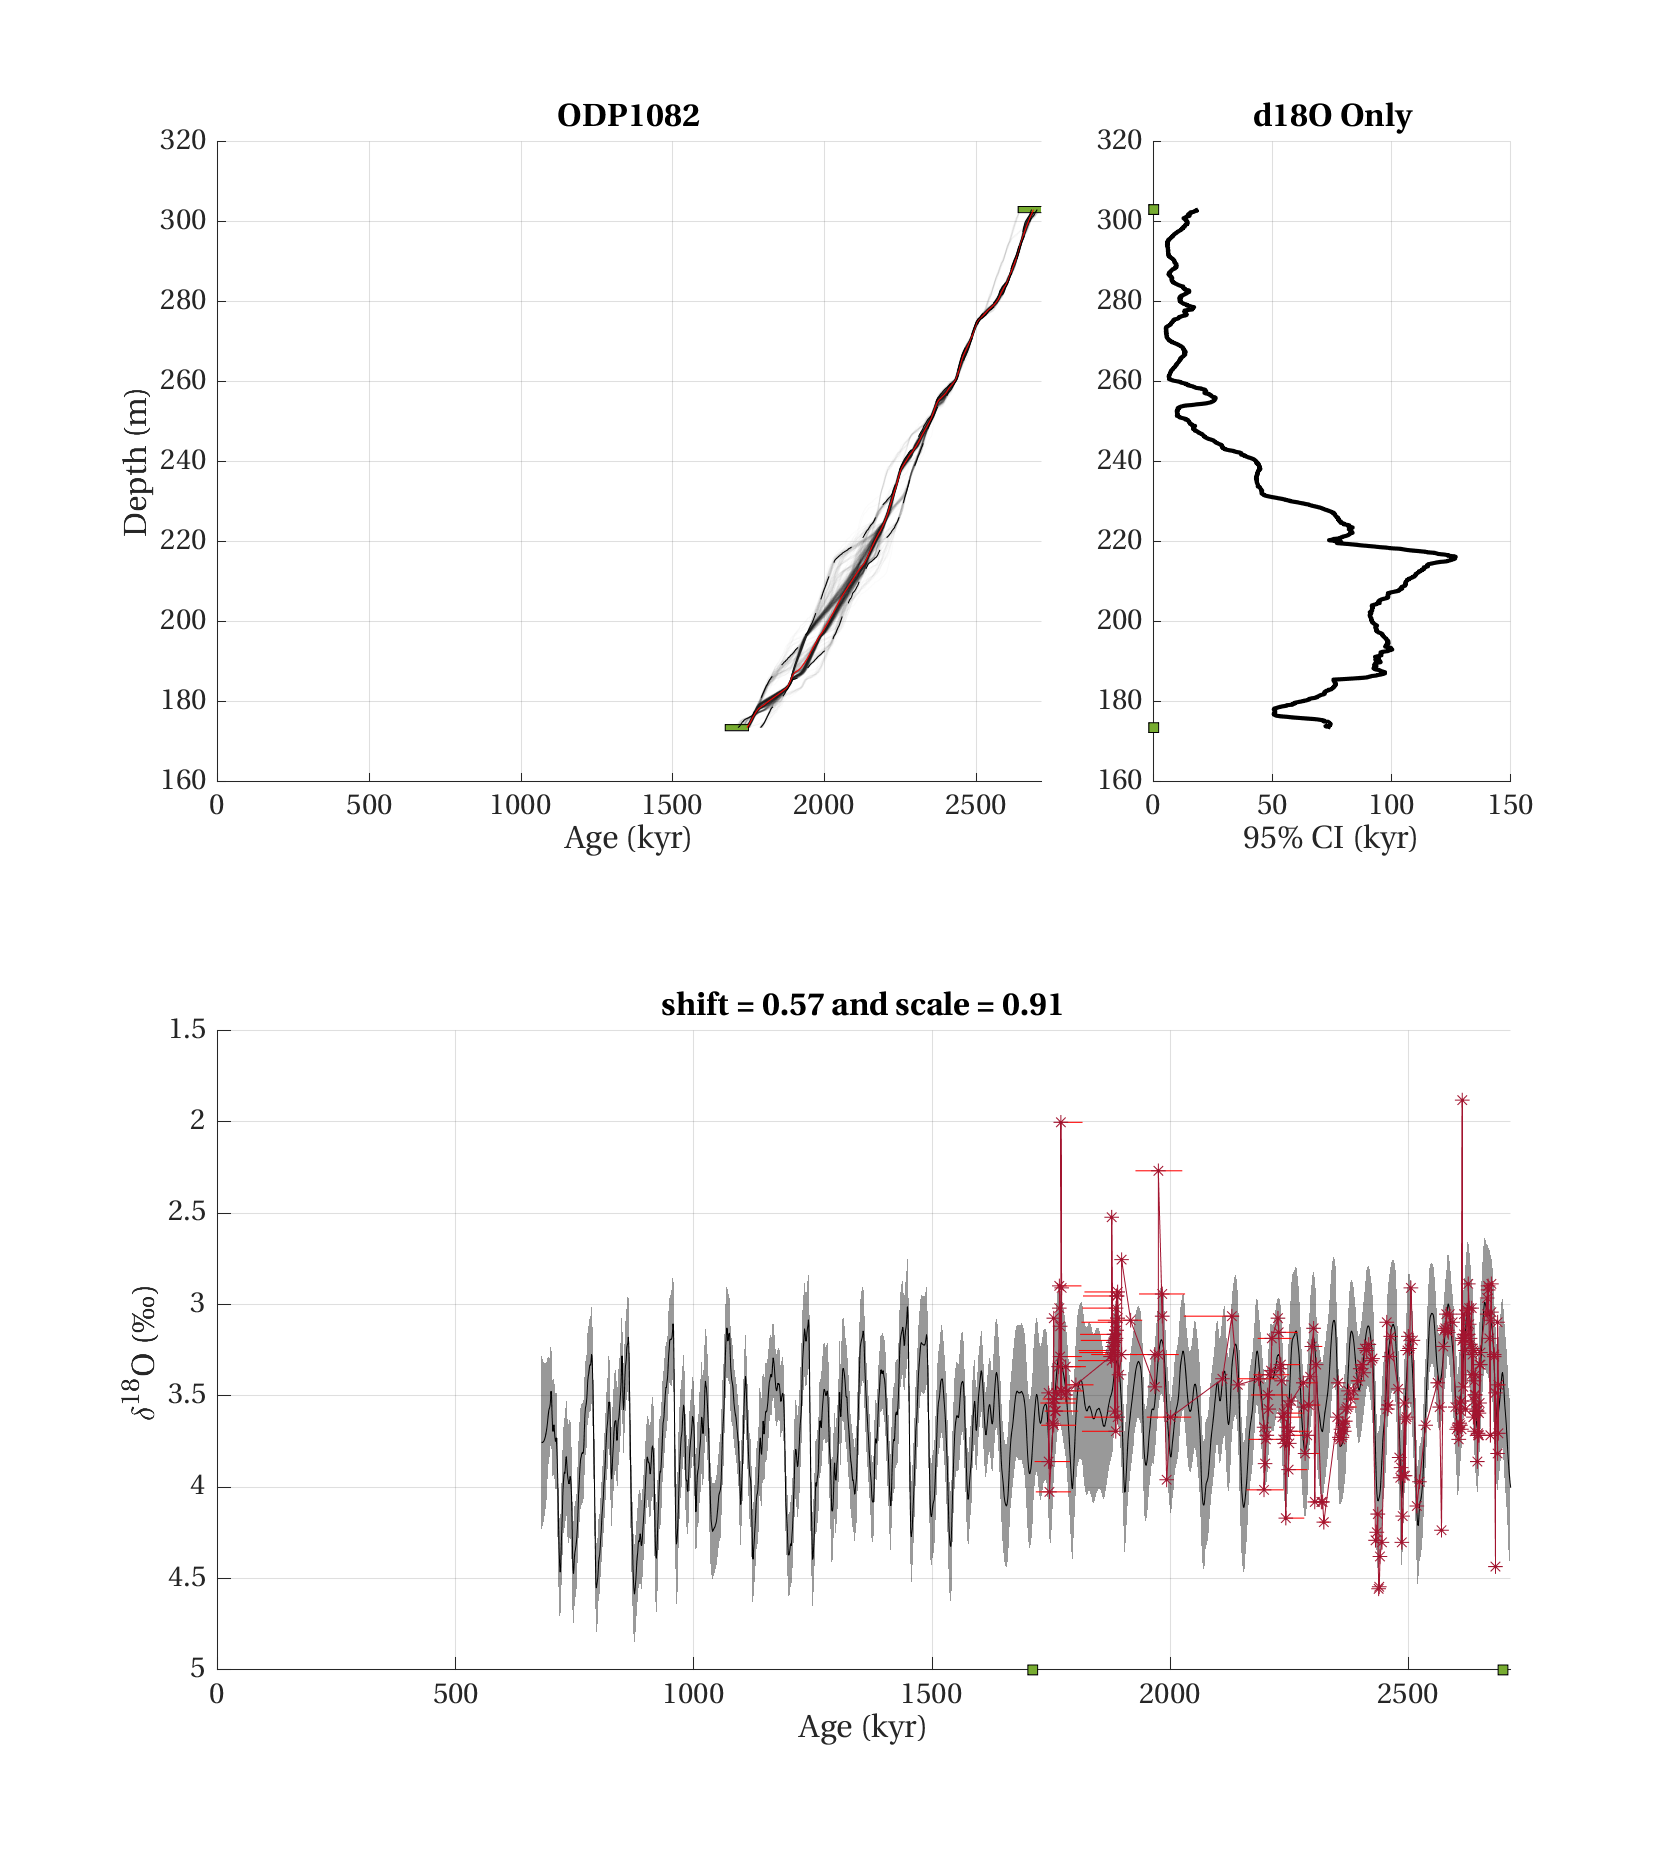 ODP1082
d18O Only
320
300
280
260
240
220
200
180
160
Depth (m)
0 500 1000 1500 2000 2500
Age (kyr)
320
300
280
260
240
220
200
180
160
0 50 100 150
95% CI (kyr)
shift = 0.57 and scale = 0.91
1.5
2
2.5
3
3.5
4
4.5
5
δ¹⁸O (‰)
0 500 1000 1500 2000 2500
Age (kyr)